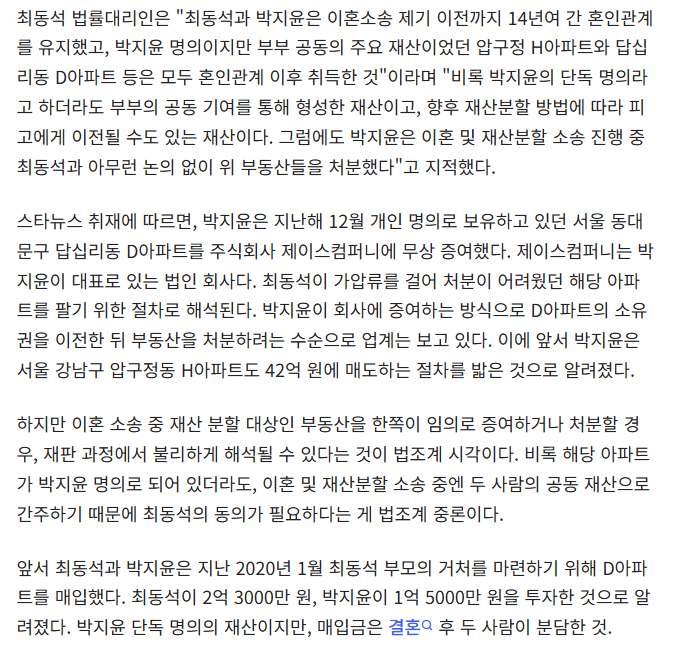 최동석 법률대리인은 "최동석과 박지윤은 이혼소송 제기 이전까지 14년여 간 혼인관계
를 유지했고, 박지윤 명의이지만 부부 공동의 주요 재산이었던 압구정 H아파트와 답십
리동 D아파트 등은 모두 혼인관계 이후 취득한 것"이라며 "비록 박지윤의 단독 명의라
고 하더라도 부부의 공동 기여를 통해 형성한 재산이고, 향후 재산분할 방법에 따라 피
고에게 이전될 수도 있는 재산이다. 그럼에도 박지윤은 이혼 및 재산분할 소송 진행 중
최동석과 아무런 논의 없이 위 부동산들을 처분했다"고 지적했다.
스타뉴스 취재에 따르면, 박지윤은 지난해 12월 개인 명의로 보유하고 있던 서울 동대
문구 답십리동 D아파트를 주식회사 제이스컴퍼니에 무상 증여했다. 제이스컴퍼니는 박
지윤이 대표로 있는 법인 회사다. 최동석이 가압류를 걸어 처분이 어려웠던 해당 아파
트를 팔기 위한 절차로 해석된다. 박지윤이 회사에 증여하는 방식으로 D아파트의 소유
권을 이전한 뒤 부동산을 처분하려는 수순으로 업계는 보고 있다. 이에 앞서 박지윤은
서울 강남구 압구정동 H아파트도 42억 원에 매도하는 절차를 밟은 것으로 알려졌다.
하지만 이혼 소송 중 재산 분할 대상인 부동산을 한쪽이 임의로 증여하거나 처분할 경
우, 재판 과정에서 불리하게 해석될 수 있다는 것이 법조계 시각이다. 비록 해당 아파트
가 박지윤 명의로 되어 있더라도, 이혼 및 재산분할 소송 중엔 두 사람의 공동 재산으로
간주하기 때문에 최동석의 동의가 필요하다는 게 법조계 중론이다.
앞서 최동석과 박지윤은 지난 2020년 1월 최동석 부모의 거처를 마련하기 위해 D아파
트를 매입했다. 최동석이 2억 3000만 원, 박지윤이 1억 5000만 원을 투자한 것으로 알
려졌다. 박지윤 단독 명의의 재산이지만, 매입금은 결혼 후 두 사람이 분담한 것.